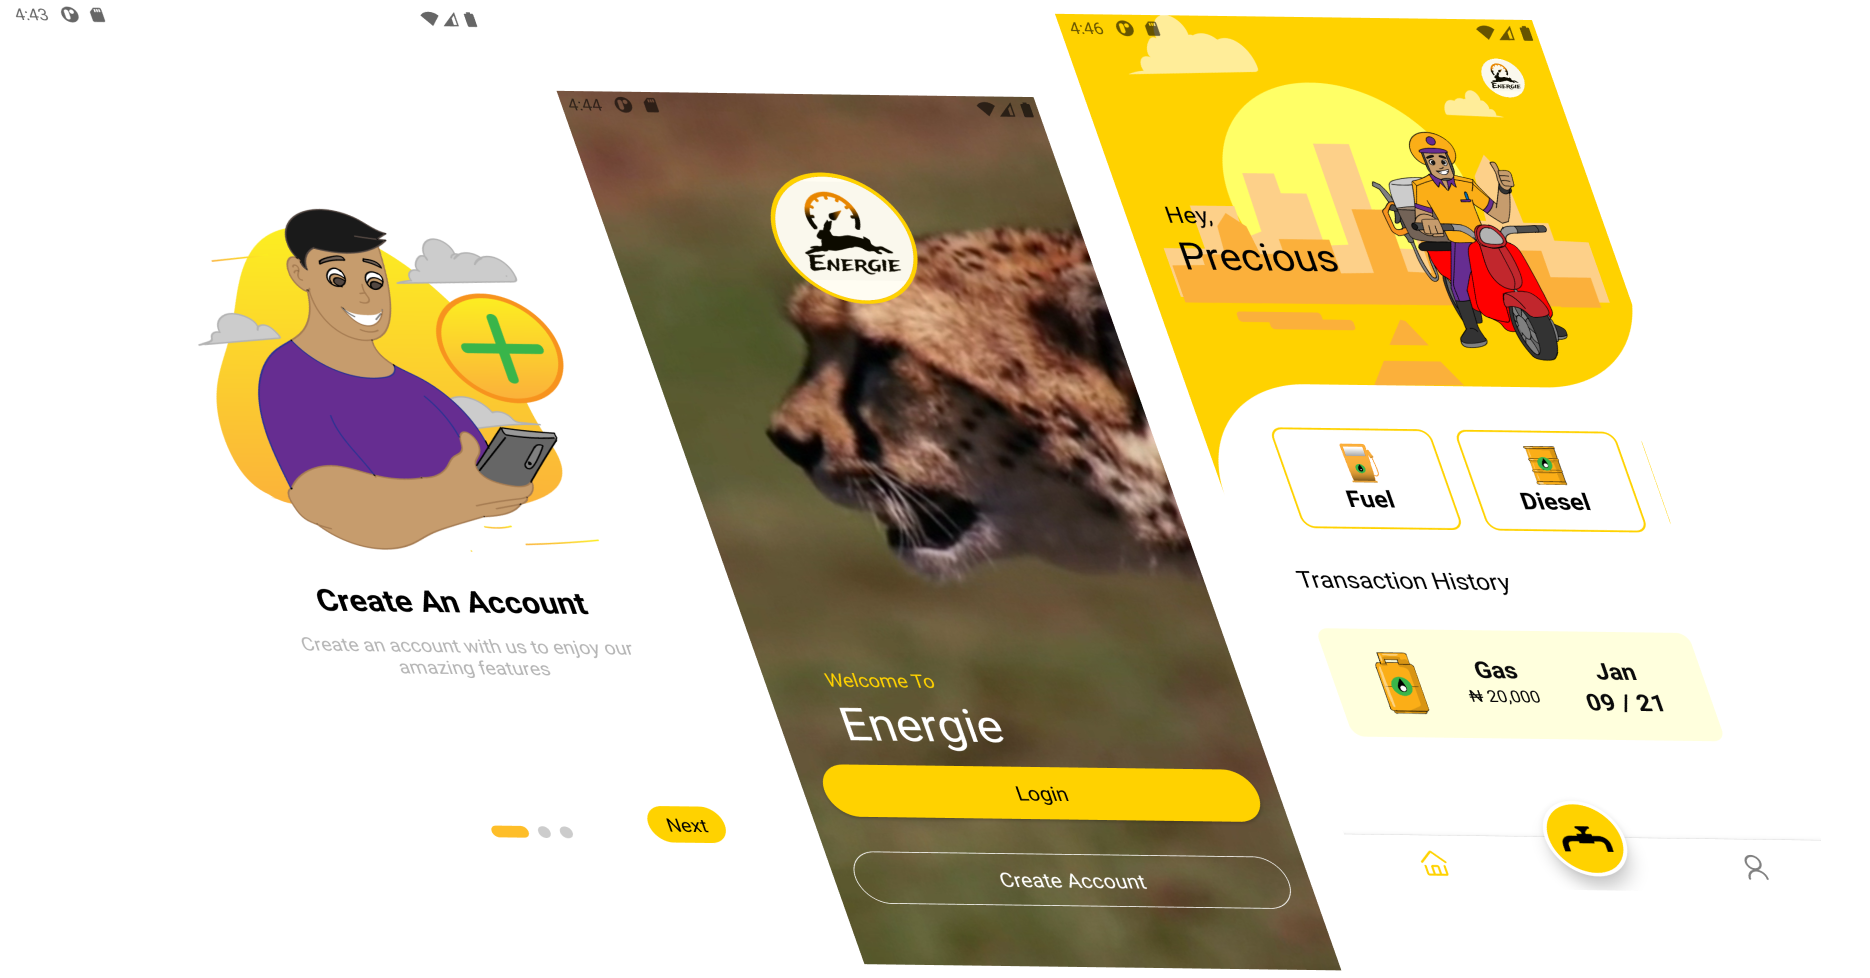 4:43
Create An Account
Create an account with us to enjoy our
amazing features
Next
4:44
ENERGIE
Welcome To
Energie
Login
Create Account
4:46
ENERGIE
Hey,
Precious
Fuel
Diesel
Transaction History
Gas
₦ 20,000
Jan
09 / 21